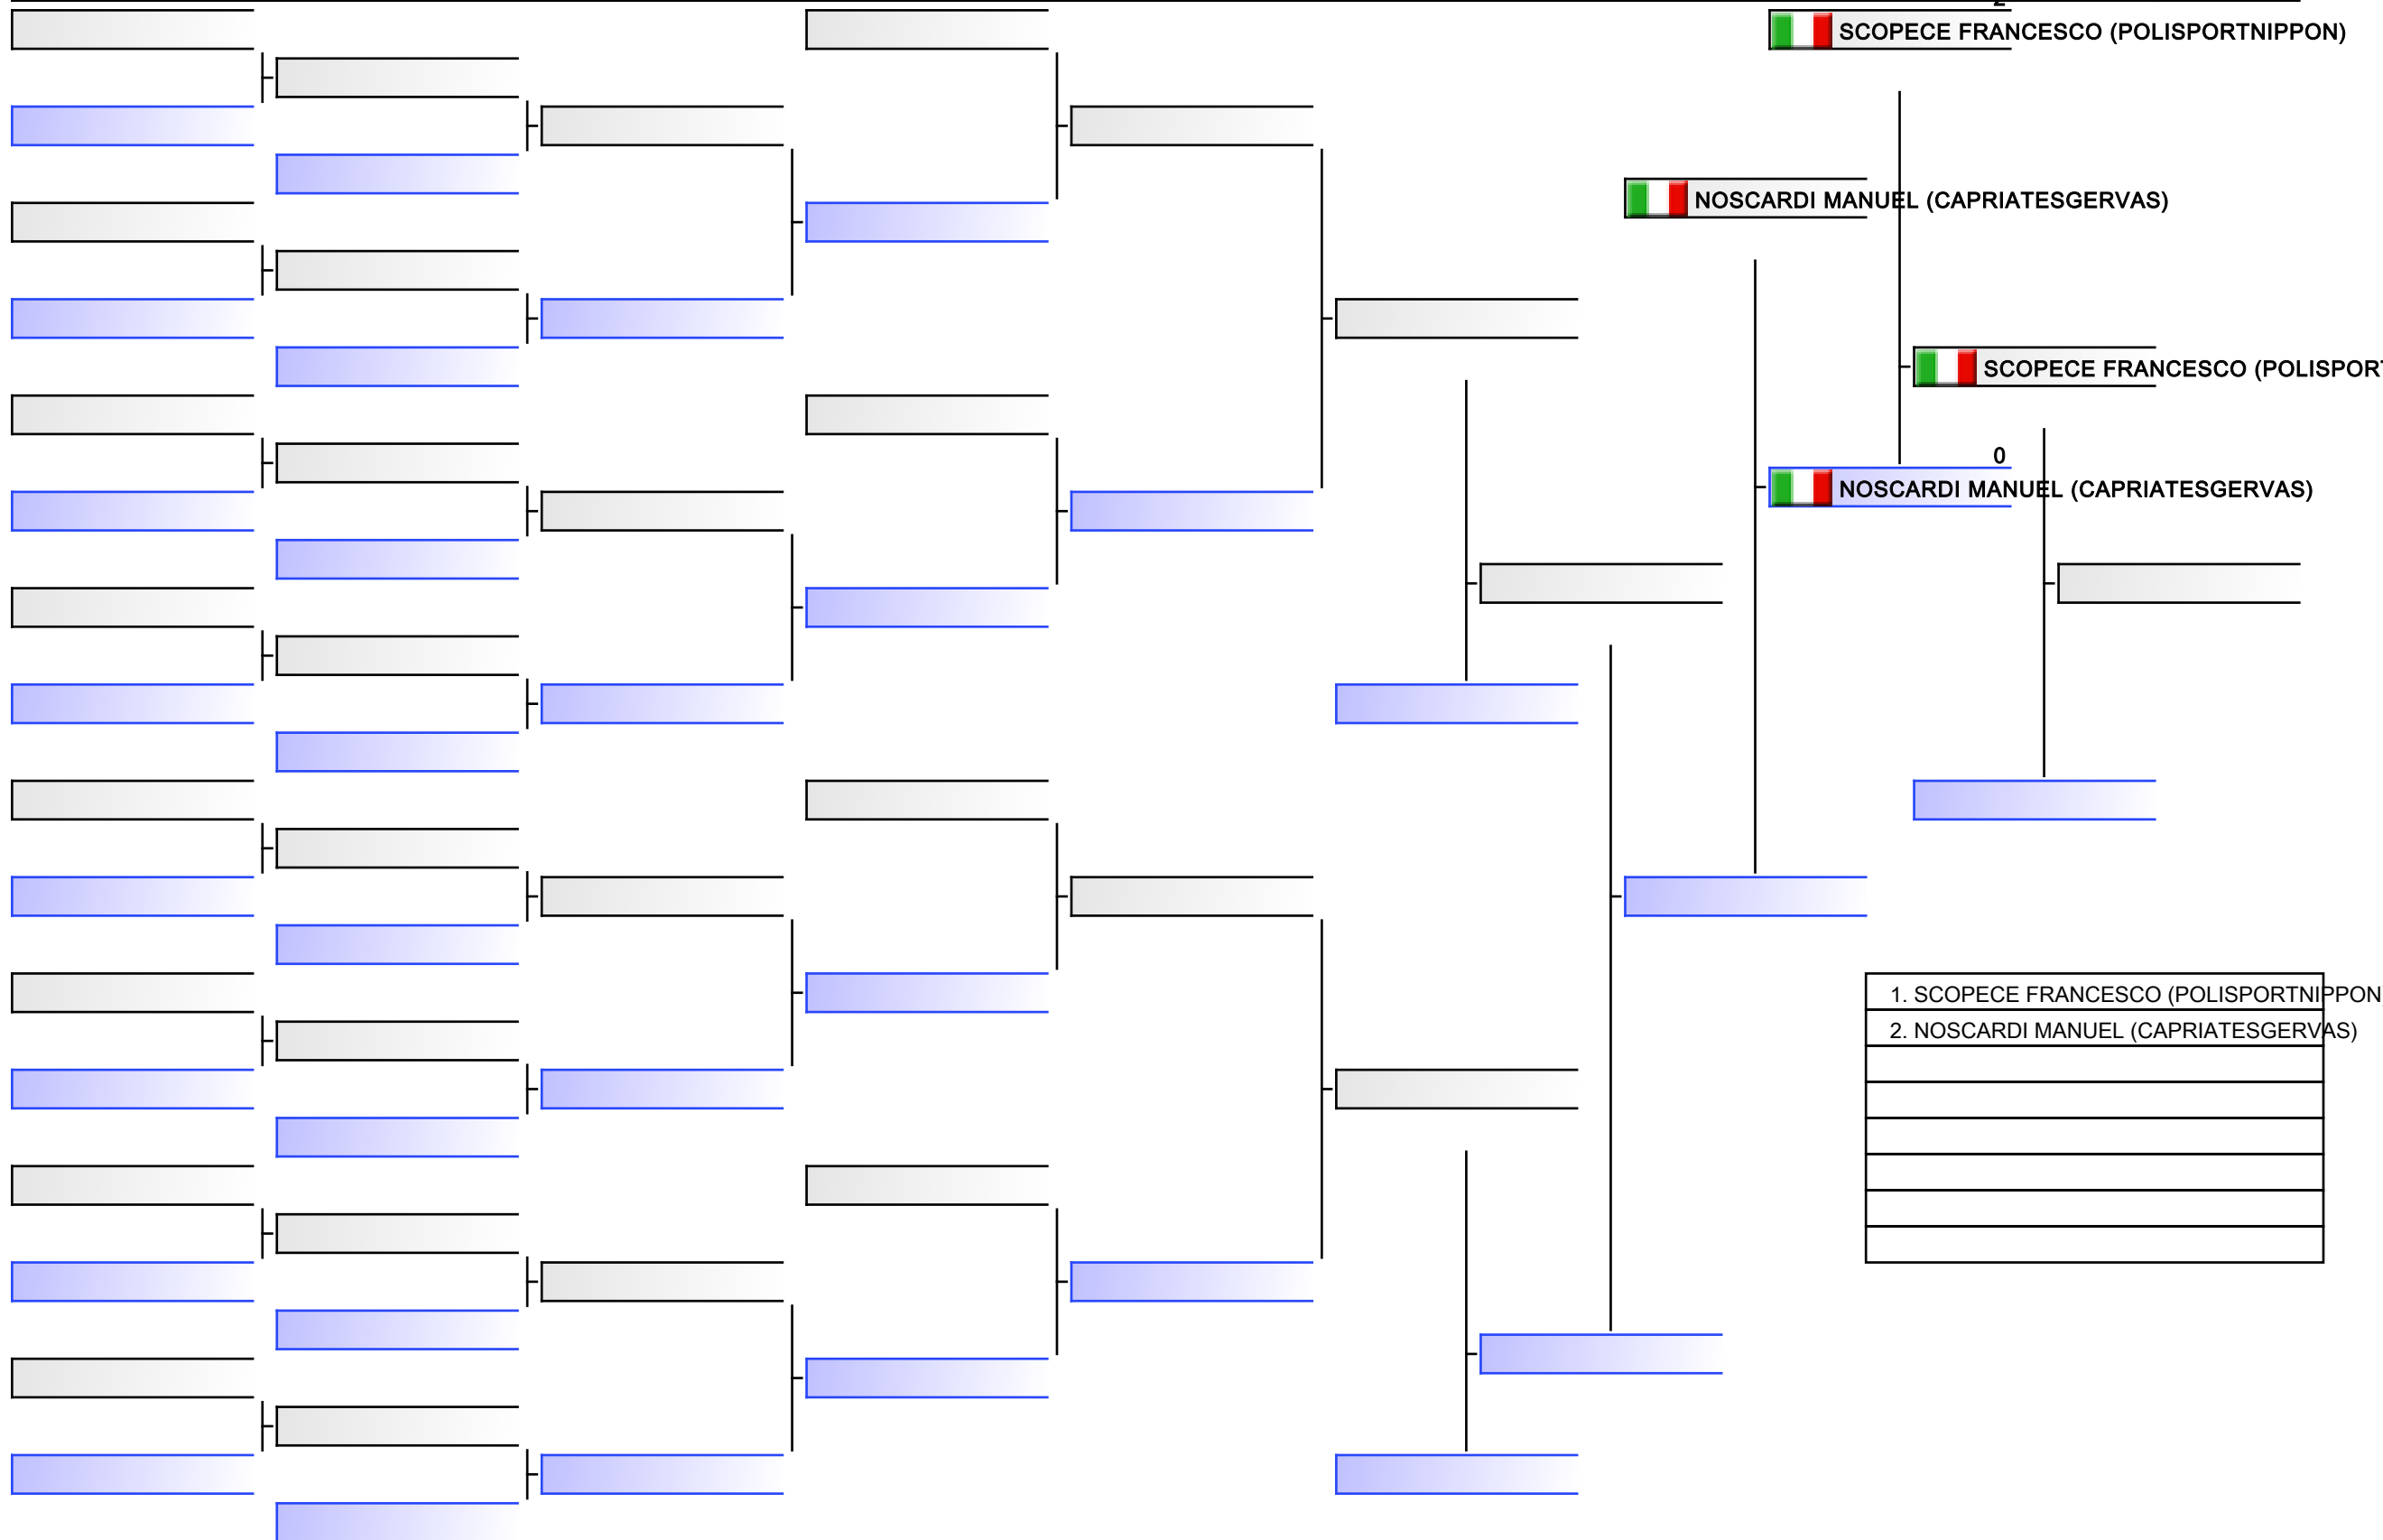 SCOPECE FRANCESCO (POLISPORTNIPPON)
NOSCARDI MANUEL (CAPRIATESGERVAS)
SCOPECE FRANCESCO (POLISPORT
0
NOSCARDI MANUEL (CAPRIATESGERVAS)
1. SCOPECE FRANCESCO (POLISPORTNIPPON)
2. NOSCARDI MANUEL (CAPRIATESGERVAS)